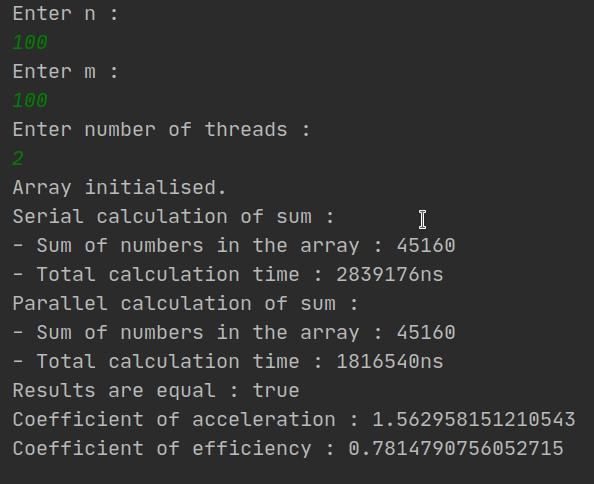 Enter n :
100
Enter m :
100
Enter number of threads :
2
Array initialised.
Serial calculation of sum :
- Sum of numbers in the array : 45160
- Total calculation time : 2839176ns
Parallel calculation of sum :
- Sum of numbers in the array : 45160
- Total calculation time : 1816540ns
Results are equal : true
Coefficient of acceleration : 1.562958151210543
Coefficient of efficiency : 0.7814790756052715